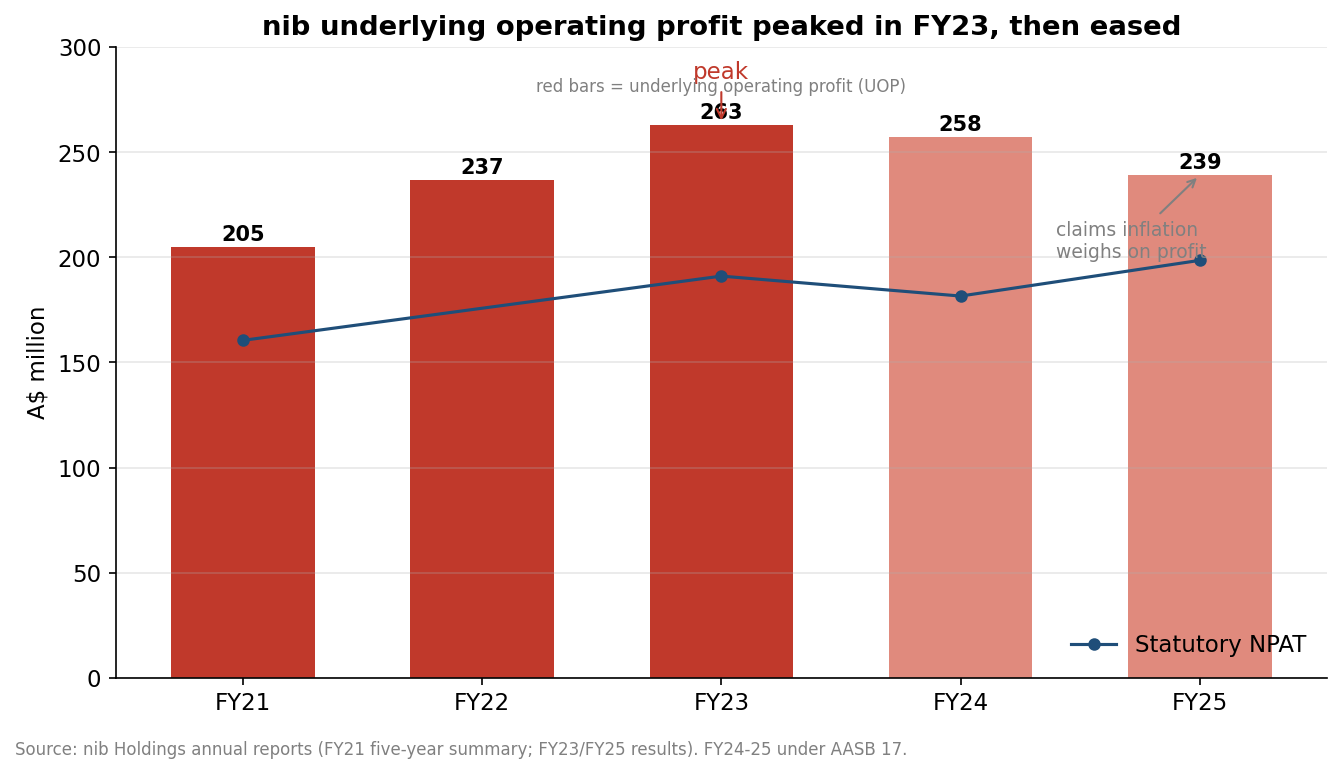 nib underlying operating profit peaked in FY23, then eased
300
peak
red bars = underlying operating profit (UOP)
263
258
250
239
237
claims inflation
weighs on profit
205
200
A$ million
150
100
50
Statutory NPAT
0
FY21
FY22
FY23
FY24
FY25
Source: nib Holdings annual reports (FY21 five-year summary; FY23/FY25 results). FY24-25 under AASB 17.